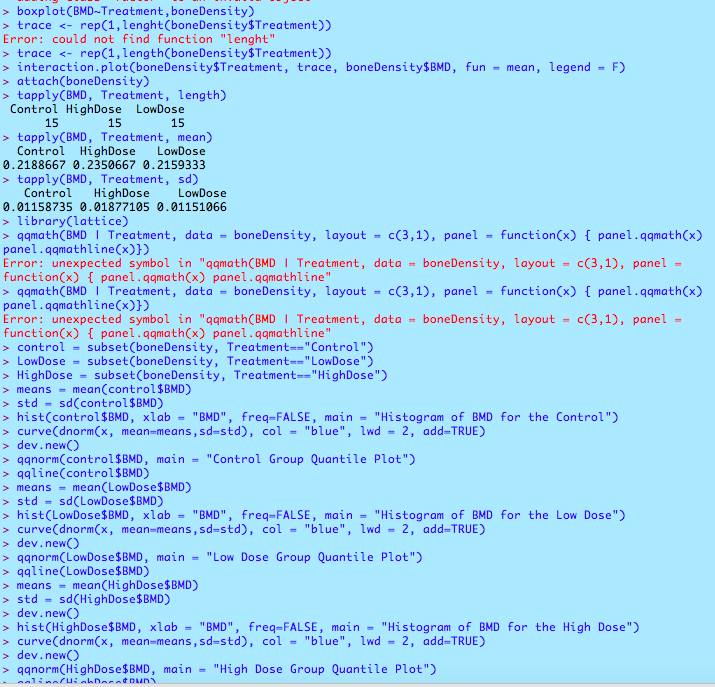 > boxplot(BMD~Treatment,boneDensity)
> trace <- rep(1,lenght(boneDensity$Treatment))
Error: could not find function "lenght"
> trace <- rep(1,length(boneDensity$Treatment))
> interaction.plot(boneDensity$Treatment, trace, boneDensity$BMD, fun = mean, legend = F)
> attach(boneDensity)
> tapply(BMD, Treatment, length)
Control HighDose LowDose
15 15 15
> tapply(BMD, Treatment, mean)
Control HighDose LowDose
0.2188667 0.2350667 0.2159333
> tapply(BMD, Treatment, sd)
Control HighDose LowDose
0.01158735 0.01877105 0.01151066
> library(lattice)
> qqmath(BMD | Treatment, data = boneDensity, layout = c(3,1), panel = function(x) { panel.qqmath(x)
panel.qqmathline(x)})
Error: unexpected symbol in "qqmath(BMD | Treatment, data = boneDensity, layout = c(3,1), panel =
function(x) { panel.qqmath(x) panel.qqmathline"
> qqmath(BMD | Treatment, data = boneDensity, layout = c(3,1), panel = function(x) { panel.qqmath(x)
panel.qqmathline(x)})
Error: unexpected symbol in "qqmath(BMD | Treatment, data = boneDensity, layout = c(3,1), panel =
function(x) { panel.qqmath(x) panel.qqmathline"
> control = subset(boneDensity, Treatment=="Control")
> LowDose = subset(boneDensity, Treatment=="LowDose")
> HighDose = subset(boneDensity, Treatment=="HighDose")
> means = mean(control$BMD)
> std = sd(control$BMD)
> hist(control$BMD, xlab = "BMD", freq=FALSE, main = "Histogram of BMD for the Control")
> curve(dnorm(x, mean=means,sd=std), col = "blue", lwd = 2, add=TRUE)
> dev.new()
> qqnorm(control$BMD, main = "Control Group Quantile Plot")
> qqline(control$BMD)
> means = mean(LowDose$BMD)
> std = sd(LowDose$BMD)
> hist(LowDose$BMD, xlab = "BMD", freq=FALSE, main = "Histogram of BMD for the Low Dose")
> curve(dnorm(x, mean=means,sd=std), col = "blue", lwd = 2, add=TRUE)
> dev.new()
> qqnorm(LowDose$BMD, main = "Low Dose Group Quantile Plot")
> qqline(LowDose$BMD)
> means = mean(HighDose$BMD)
> std = sd(HighDose$BMD)
> dev.new()
> hist(HighDose$BMD, xlab = "BMD", freq=FALSE, main = "Histogram of BMD for the High Dose")
> curve(dnorm(x, mean=means,sd=std), col = "blue", lwd = 2, add=TRUE)
> dev.new()
> qqnorm(HighDose$BMD, main = "High Dose Group Quantile Plot")